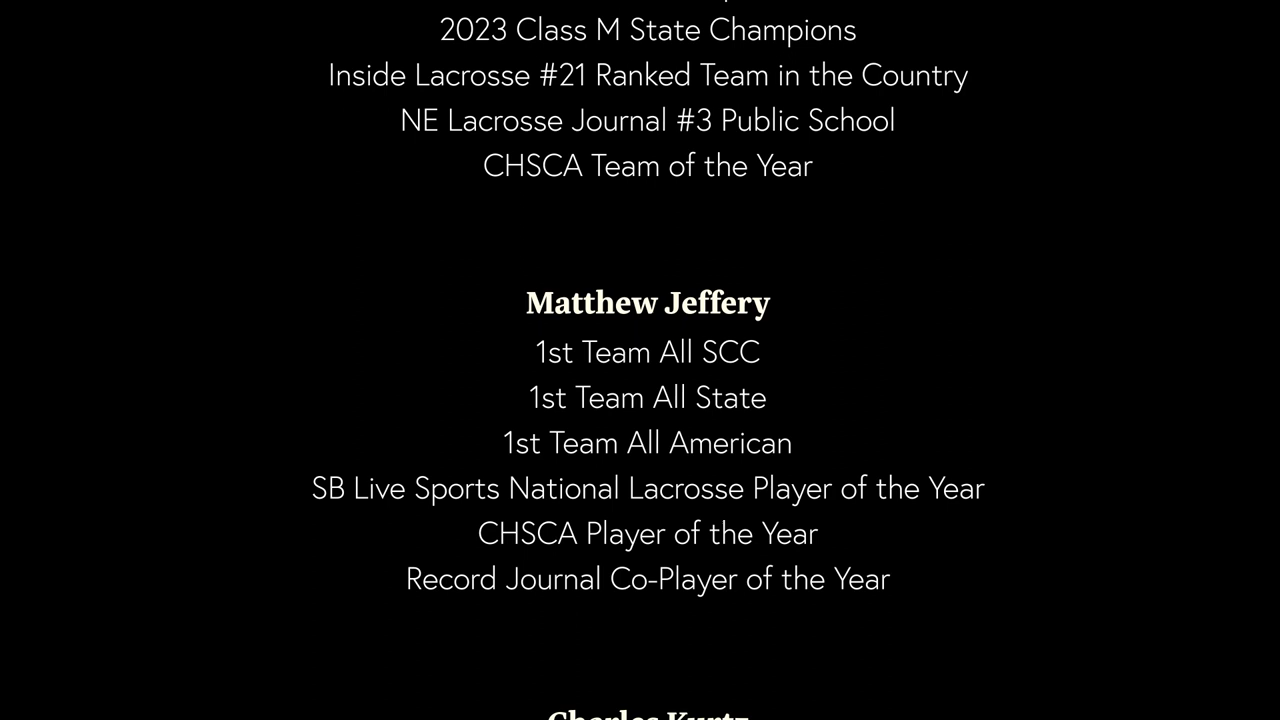 2023 Class M State Champions
Inside Lacrosse #21 Ranked Team in the Country
NE Lacrosse Journal #3 Public School
CHSCA Team of the Year
Matthew Jeffery
1st Team All SCC
1st Team All State
1st Team All American
SB Live Sports National Lacrosse Player of the Year
CHSCA Player of the Year
Record Journal Co-Player of the Year
Charles Kurtz